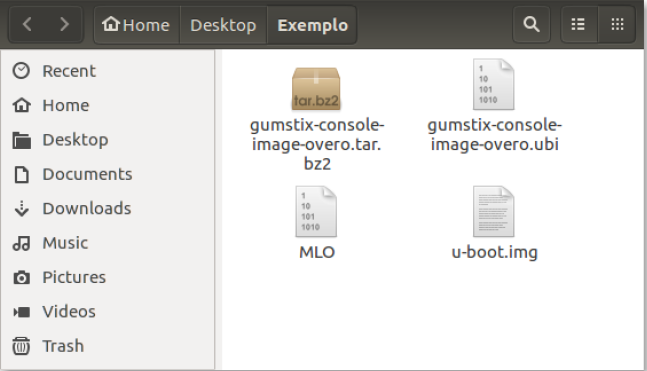 Home Desktop Exemplo
Recent
Home
Desktop
Documents
Downloads
Music
Pictures
Videos
Trash
tar.bz2
gumstix-console-
image-overo.tar.
bz2
1
10
101
1010
gumstix-console-
image-overo.ubi
1
10
101
1010
MLO
u-boot.img